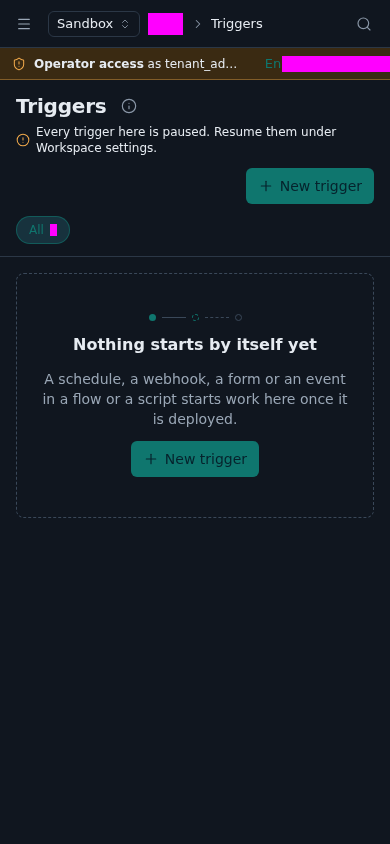 Sandbox
Triggers
Operator access as tenant_ad… En
Triggers
Every trigger here is paused. Resume them under
Workspace settings.
New trigger
All
Nothing starts by itself yet
A schedule, a webhook, a form or an event
in a flow or a script starts work here once it
is deployed.
New trigger